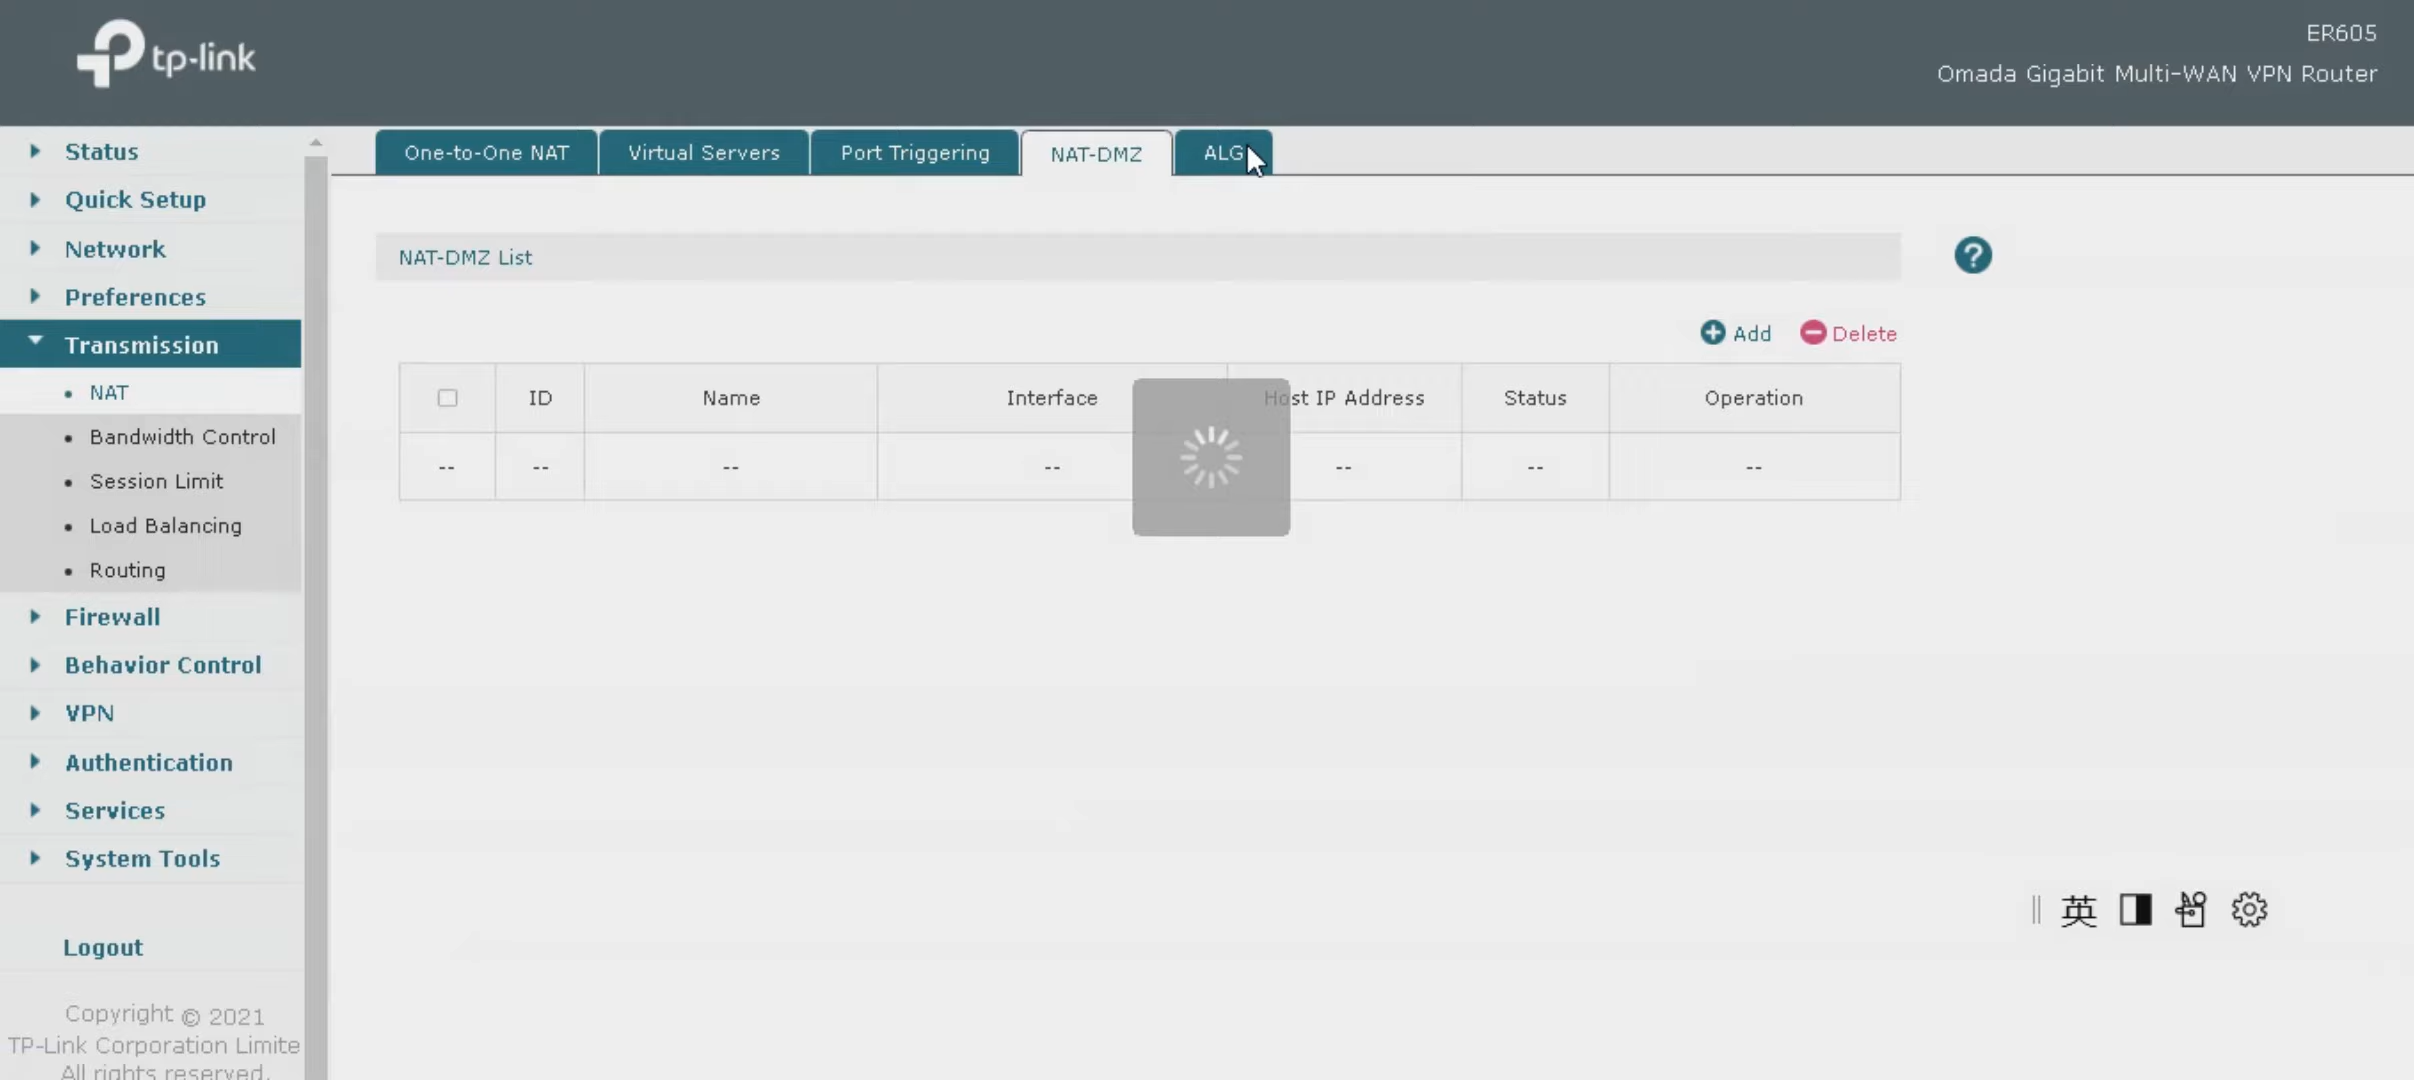 tp-link
ER605
Omada Gigabit Multi-WAN VPN Router
Status
Quick Setup
Network
Preferences
Transmission
NAT
Bandwidth Control
Session Limit
Load Balancing
Routing
Firewall
Behavior Control
VPN
Authentication
Services
System Tools
Logout
Copyright © 2021
TP-Link Corporation Limite
All rights reserved.
One-to-One NAT Virtual Servers Port Triggering NAT-DMZ ALG
NAT-DMZ List
Add Delete
ID Name Interface Host IP Address Status Operation
-- -- -- -- -- -- --
英